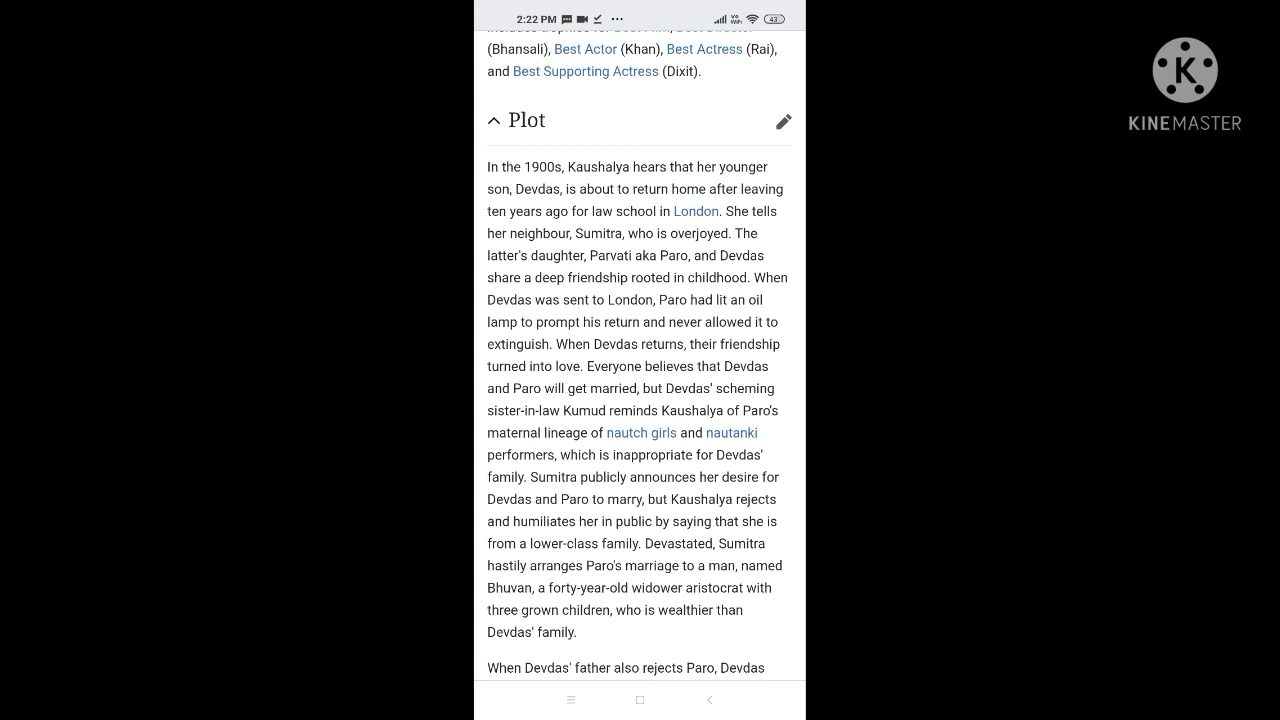 2:22 PM
Vo
WiFi
43
(Bhansali), Best Actor (Khan), Best Actress (Rai),
and Best Supporting Actress (Dixit).
Plot
In the 1900s, Kaushalya hears that her younger
son, Devdas, is about to return home after leaving
ten years ago for law school in London. She tells
her neighbour, Sumitra, who is overjoyed. The
latter's daughter, Parvati aka Paro, and Devdas
share a deep friendship rooted in childhood. When
Devdas was sent to London, Paro had lit an oil
lamp to prompt his return and never allowed it to
extinguish. When Devdas returns, their friendship
turned into love. Everyone believes that Devdas
and Paro will get married, but Devdas' scheming
sister-in-law Kumud reminds Kaushalya of Paro's
maternal lineage of nautch girls and nautanki
performers, which is inappropriate for Devdas'
family. Sumitra publicly announces her desire for
Devdas and Paro to marry, but Kaushalya rejects
and humiliates her in public by saying that she is
from a lower-class family. Devastated, Sumitra
hastily arranges Paro's marriage to a man, named
Bhuvan, a forty-year-old widower aristocrat with
three grown children, who is wealthier than
Devdas' family.
When Devdas' father also rejects Paro, Devdas
K
KINEMASTER